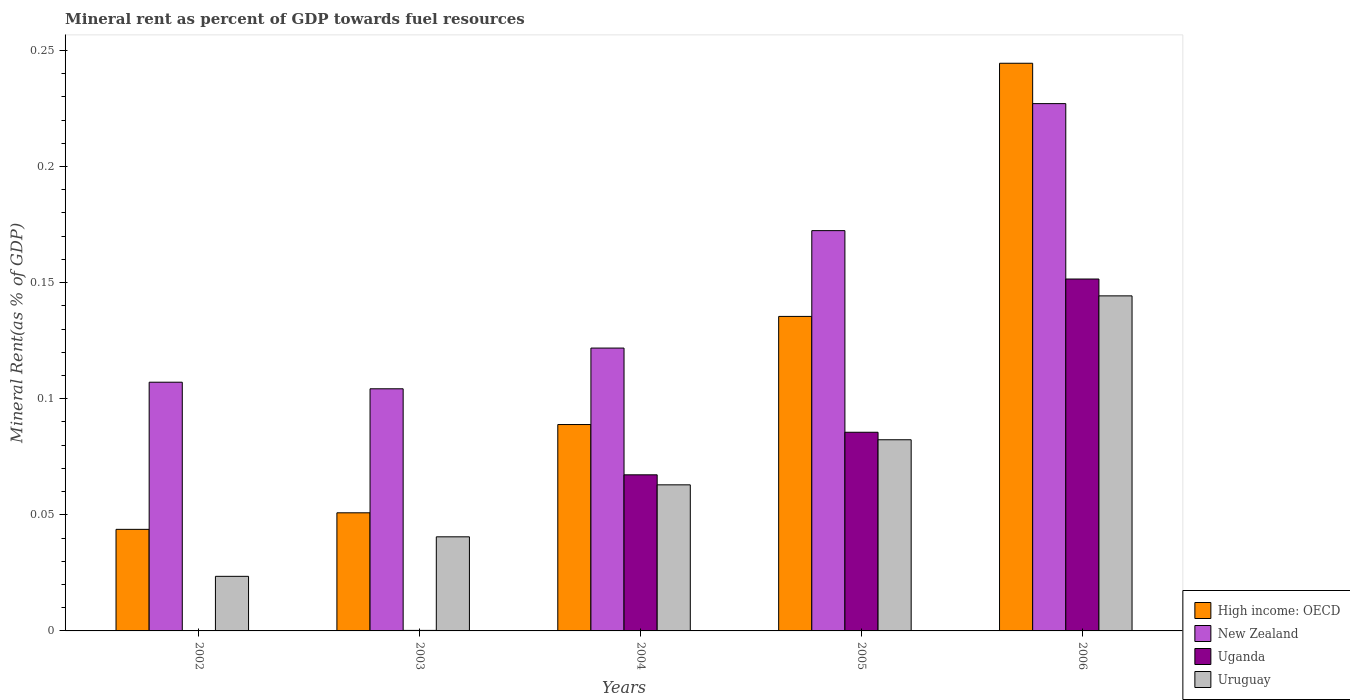 Mineral rent as percent of GDP towards fuel resources
Mineral Rent(as % of GDP)
0.25
0.2
0.15
0.1
0.05
0
2002
2003
2004
2005
2006
Years
High income: OECD
New Zealand
Uganda
Uruguay